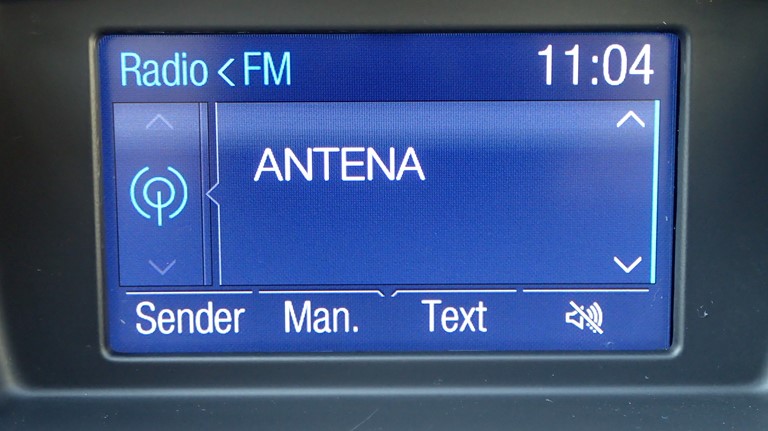 Radio < FM 11:04
ANTENA
Sender Man. Text